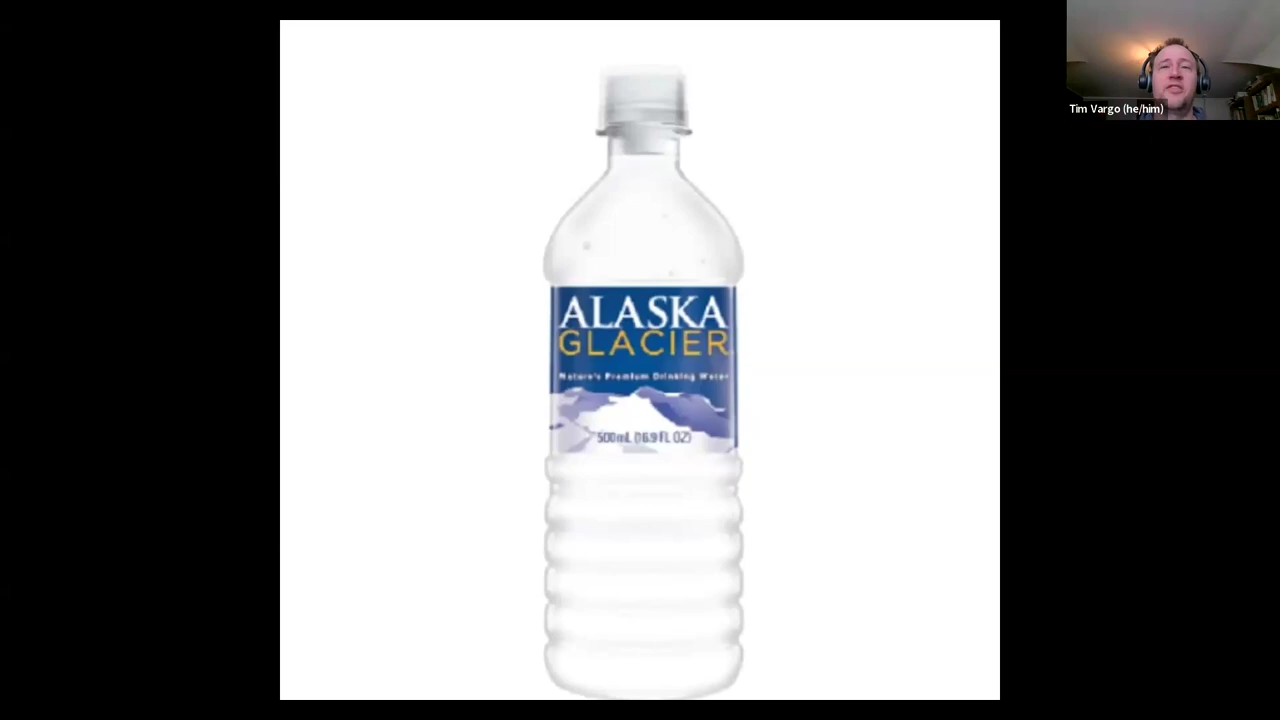 Tim Vargo (he/him)
ALASKA
GLACIER
Nature's Premium Drinking Water
500mL (16.9 FL OZ)